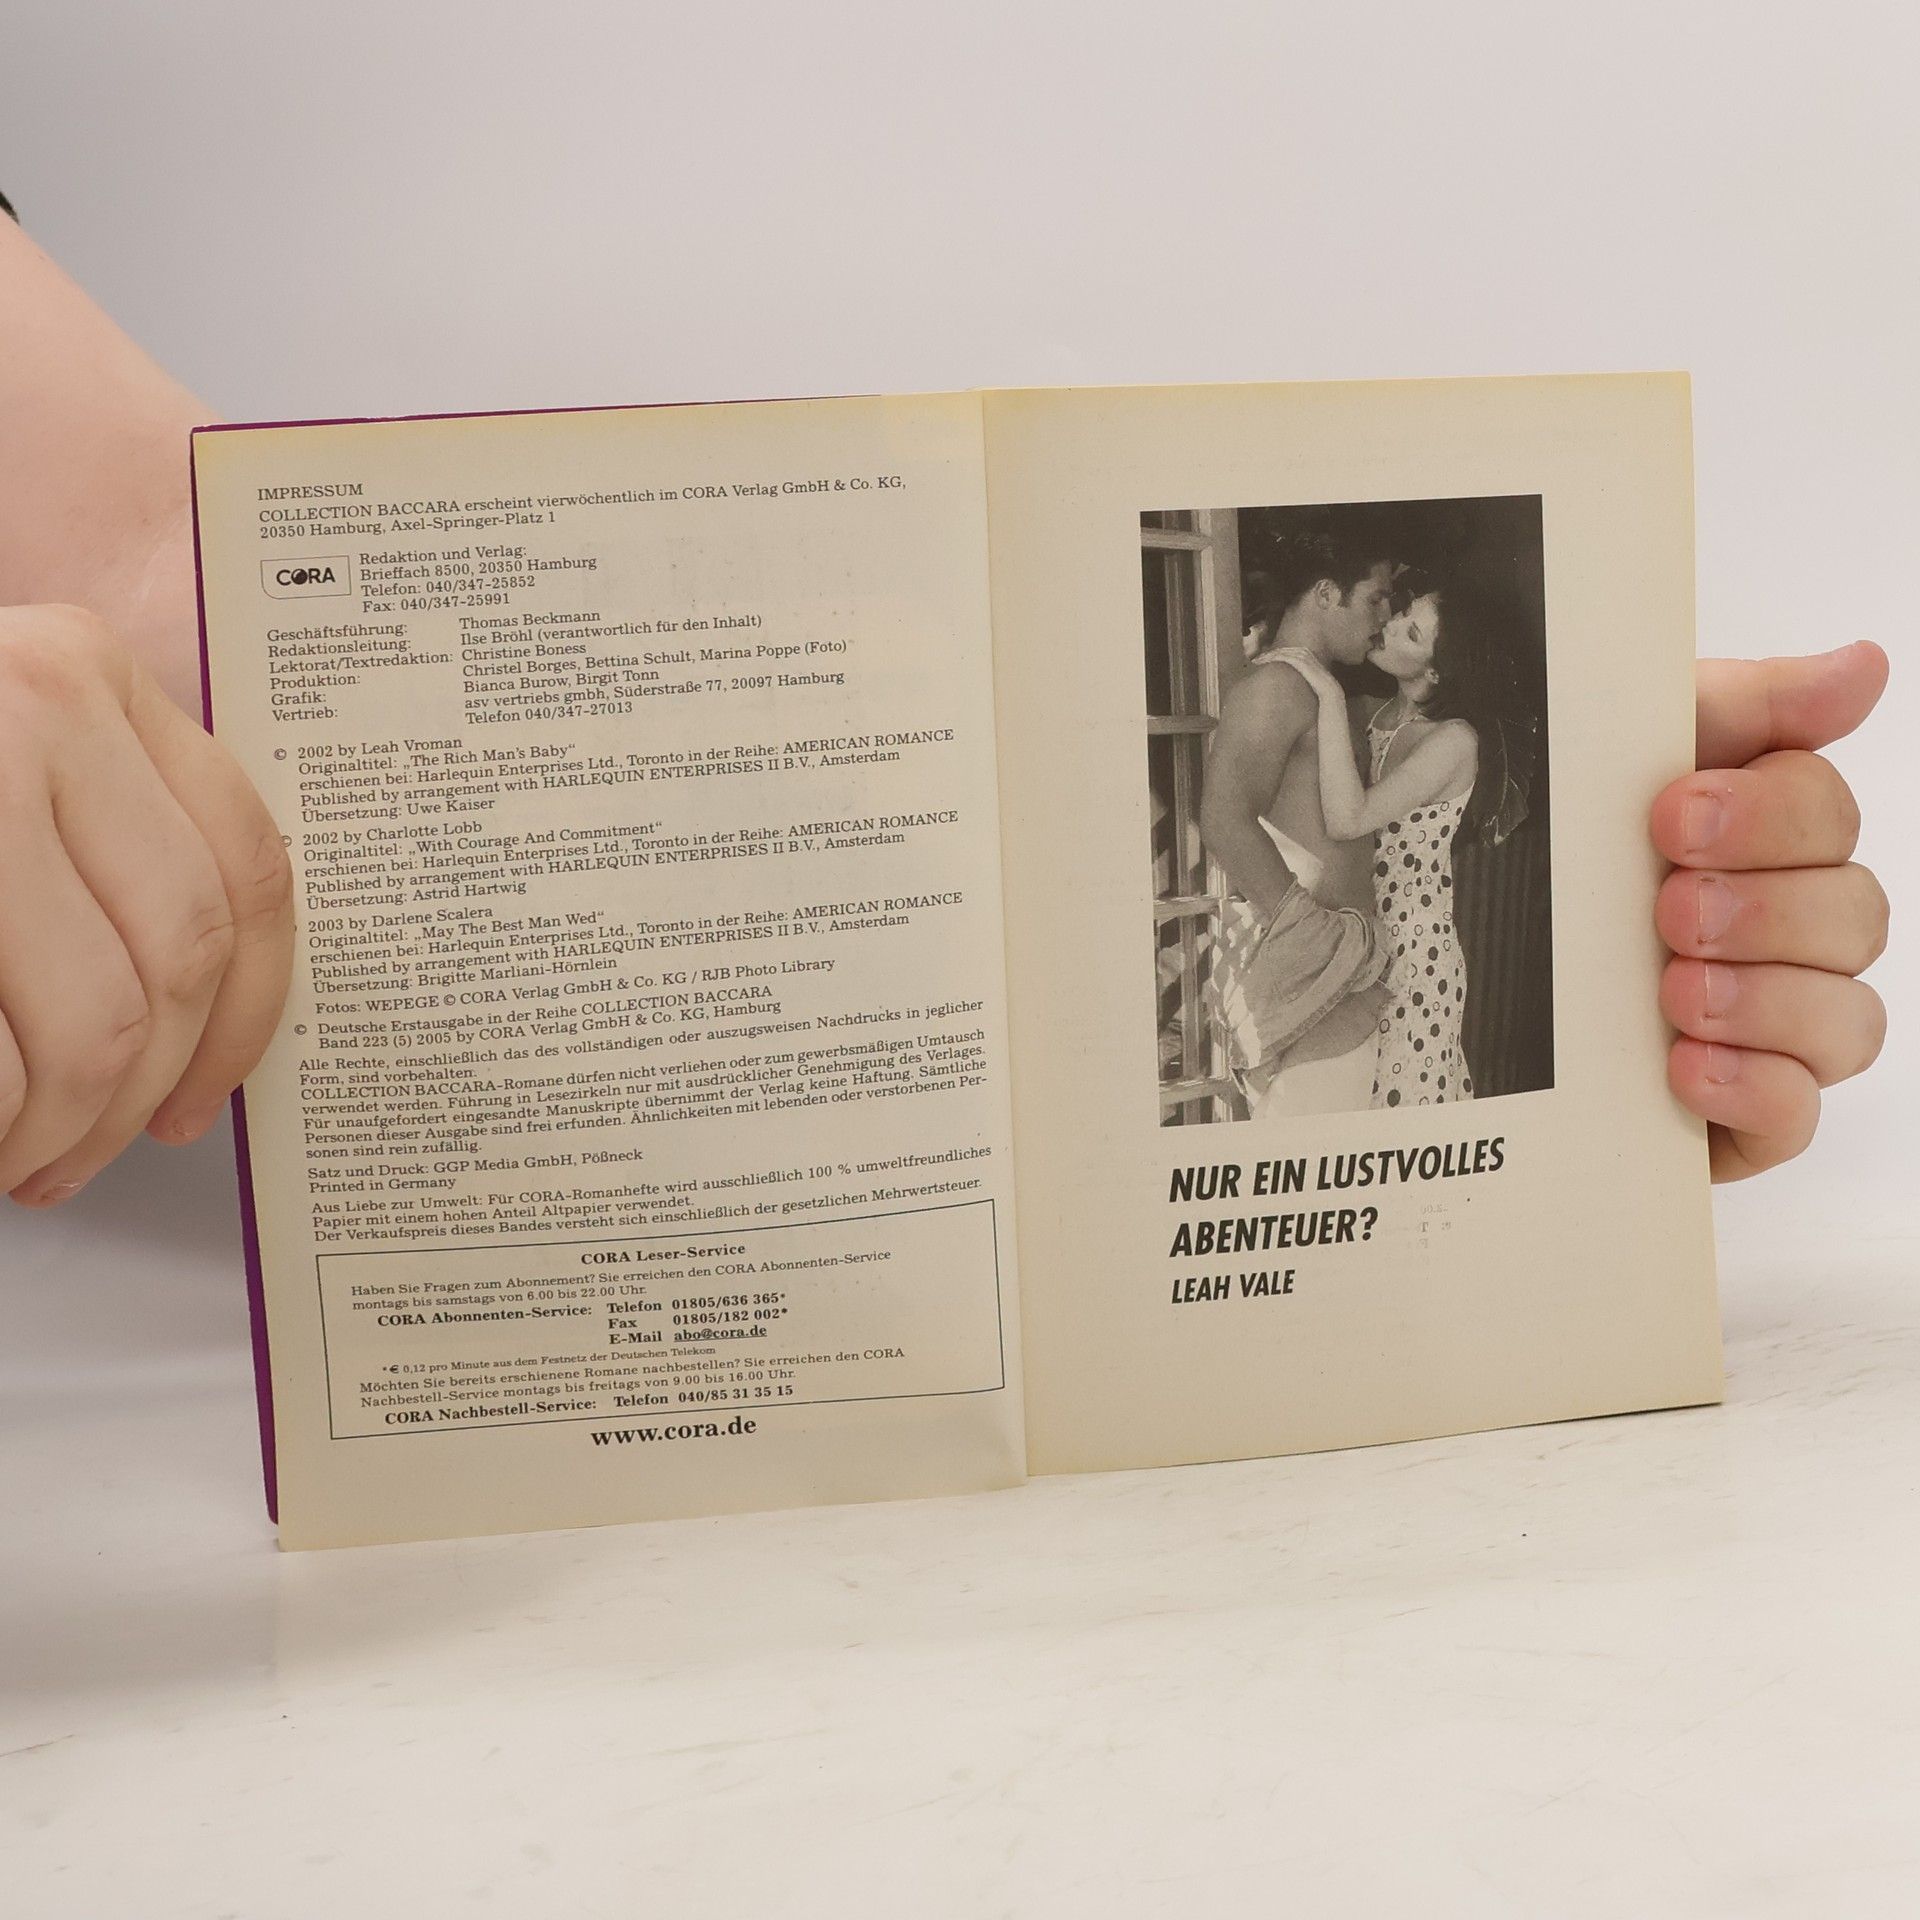 IMPRESSUM
COLLECTION BACCARA erscheint vierwöchentlich im CORA Verlag GmbH & Co. KG,
20350 Hamburg, Axel-Springer-Platz 1
CORA
Redaktion und Verlag:
Brieffach 8500, 20350 Hamburg
Telefon: 040/347-25852
Fax: 040/347-25991
Geschäftsführung: Thomas Beckmann
Redaktionsleitung: Ilse Bröhl (verantwortlich für den Inhalt)
Lektorat/Textredaktion: Christine Boness
Produktion: Christel Borges, Bettina Schult, Marina Poppe (Foto)
Grafik: Bianca Burow, Birgit Tonn
Vertrieb: asv vertriebs gmbh, Süderstraße 77, 20097 Hamburg
Telefon 040/347-27013
© 2002 by Leah Vroman
Originaltitel: „The Rich Man's Baby“
erschienen bei: Harlequin Enterprises Ltd., Toronto in der Reihe: AMERICAN ROMANCE
Published by arrangement with HARLEQUIN ENTERPRISES II B.V., Amsterdam
Übersetzung: Uwe Kaiser
© 2002 by Charlotte Lobb
Originaltitel: „With Courage And Commitment“
erschienen bei: Harlequin Enterprises Ltd., Toronto in der Reihe: AMERICAN ROMANCE
Published by arrangement with HARLEQUIN ENTERPRISES II B.V., Amsterdam
Übersetzung: Astrid Hartwig
2003 by Darlene Scalera
Originaltitel: „May The Best Man Wed“
erschienen bei: Harlequin Enterprises Ltd., Toronto in der Reihe: AMERICAN ROMANCE
Published by arrangement with HARLEQUIN ENTERPRISES II B.V., Amsterdam
Übersetzung: Brigitte Marliani-Hörnlein
Fotos: WEPEGE © CORA Verlag GmbH & Co. KG / RJB Photo Library
© Deutsche Erstausgabe in der Reihe COLLECTION BACCARA
Band 223 (5) 2005 by CORA Verlag GmbH & Co. KG, Hamburg
Alle Rechte, einschließlich das des vollständigen oder auszugsweisen Nachdrucks in jeglicher
Form, sind vorbehalten.
COLLECTION BACCARA-Romane dürfen nicht verliehen oder zum gewerbsmäßigen Umtausch
verwendet werden. Führung in Lesezirkeln nur mit ausdrücklicher Genehmigung des Verlages.
Für unaufgefordert eingesandte Manuskripte übernimmt der Verlag keine Haftung. Sämtliche
Personen dieser Ausgabe sind frei erfunden. Ähnlichkeiten mit lebenden oder verstorbenen Per-
sonen sind rein zufällig.
Satz und Druck: GGP Media GmbH, Pößneck
Printed in Germany
Aus Liebe zur Umwelt: Für CORA-Romanhefte wird ausschließlich 100 % umweltfreundliches
Papier mit einem hohen Anteil Altpapier verwendet.
Der Verkaufspreis dieses Bandes versteht sich einschließlich der gesetzlichen Mehrwertsteuer.
CORA Leser-Service
Haben Sie Fragen zum Abonnement? Sie erreichen den CORA Abonnenten-Service
montags bis samstags von 6.00 bis 22.00 Uhr.
CORA Abonnenten-Service: Telefon 01805/636 365*
Fax 01805/182 002*
E-Mail abo@cora.de
*€ 0,12 pro Minute aus dem Festnetz der Deutschen Telekom
Möchten Sie bereits erschienene Romane nachbestellen? Sie erreichen den CORA
Nachbestell-Service montags bis freitags von 9.00 bis 16.00 Uhr.
CORA Nachbestell-Service: Telefon 040/85 31 35 15
www.cora.de
NUR EIN LUSTVOLLES
ABENTEUER?
LEAH VALE